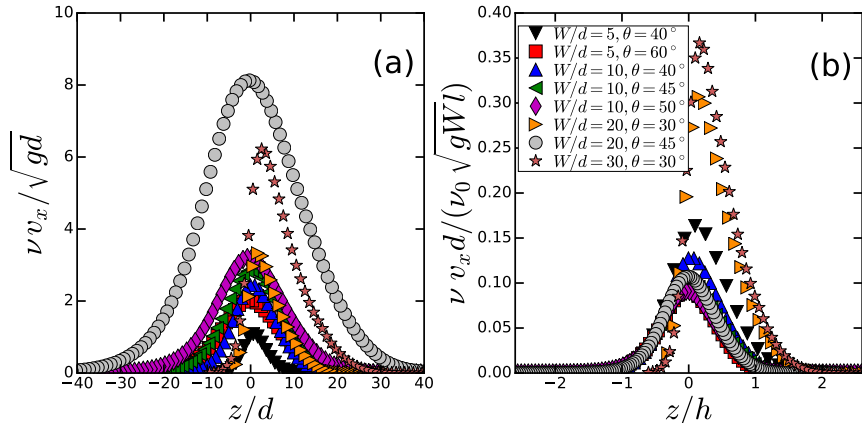 (a)
ν v_x/√gd
8
6
4
2
0
−40 −30 −20 −10 0 10 20 30 40
z/d
(b)
ν v_x d/(ν_0 √gWl)
0.40
0.35
0.30
0.25
0.20
0.15
0.10
0.05
0.00
−2 −1 0 1 2
z/h
W/d = 5, θ = 40°
W/d = 5, θ = 60°
W/d = 10, θ = 40°
W/d = 10, θ = 45°
W/d = 10, θ = 50°
W/d = 20, θ = 30°
W/d = 20, θ = 45°
W/d = 30, θ = 30°